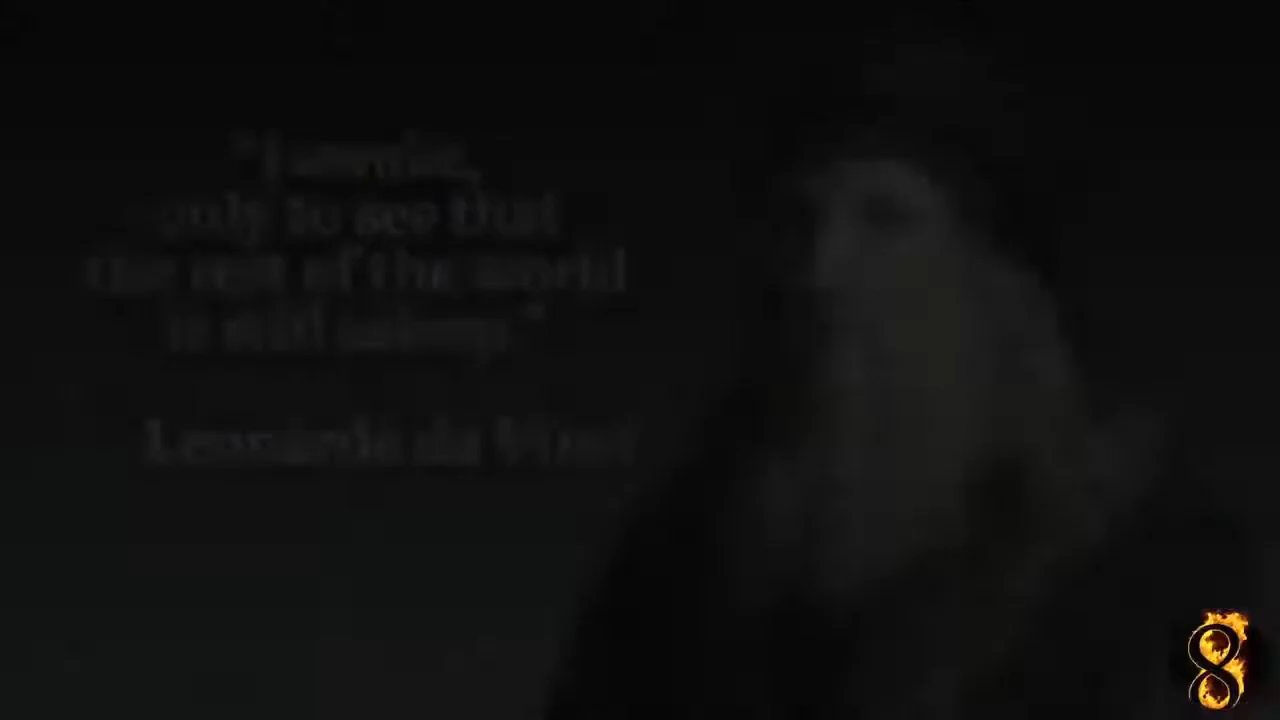 "I awoke,
only to see that
the rest of the world
is still asleep."
Leonardo da Vinci
8